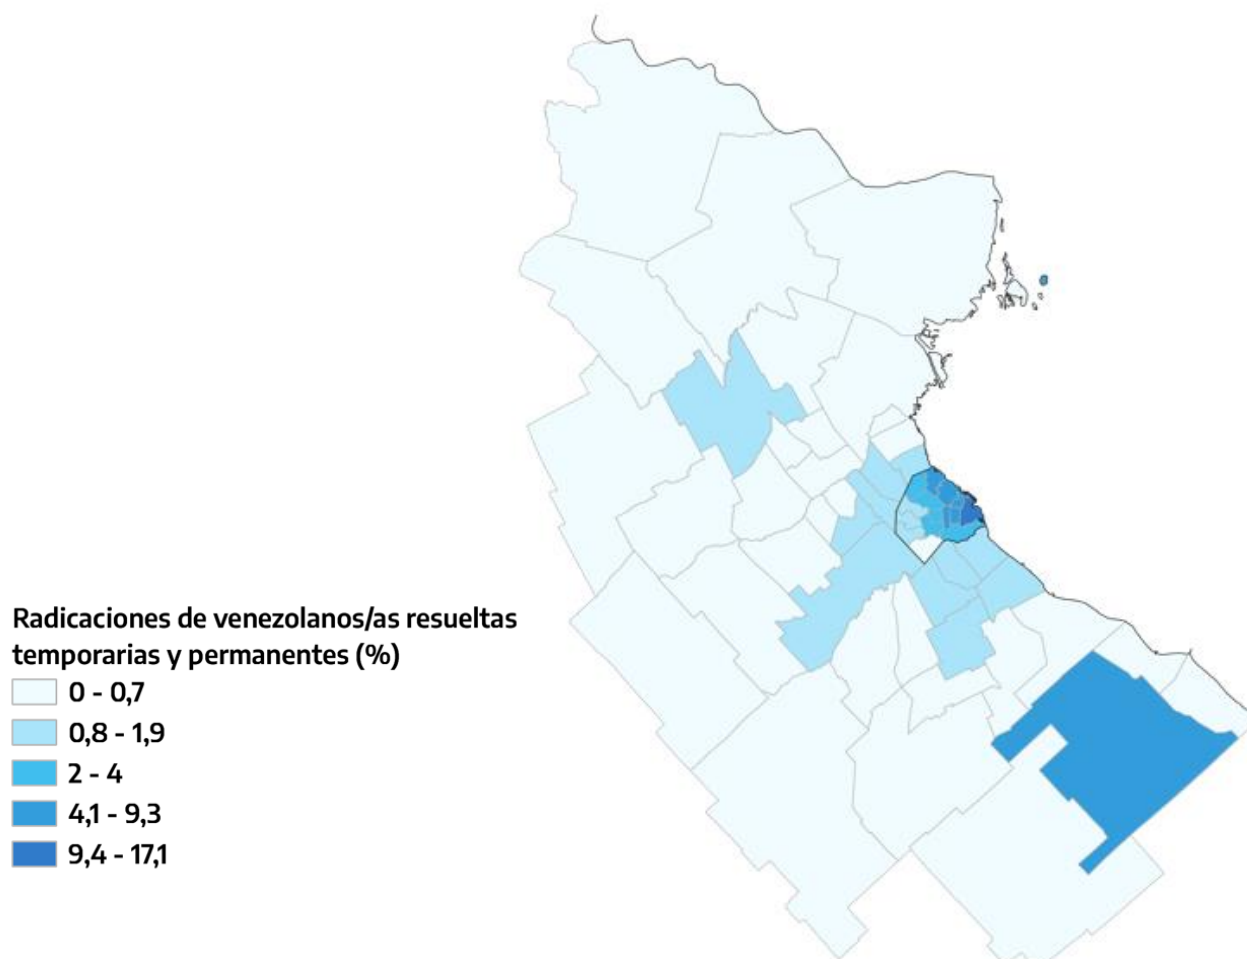 Radicaciones de venezolanos/as resueltas
temporarias y permanentes (%)
0 - 0,7
0,8 - 1,9
2 - 4
4,1 - 9,3
9,4 - 17,1